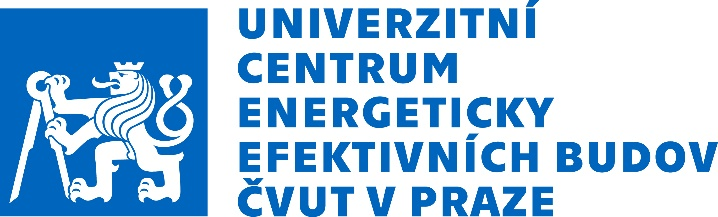 UNIVERZITNÍ
CENTRUM
ENERGETICKY
EFEKTIVNÍCH BUDOV
ČVUT V PRAZE